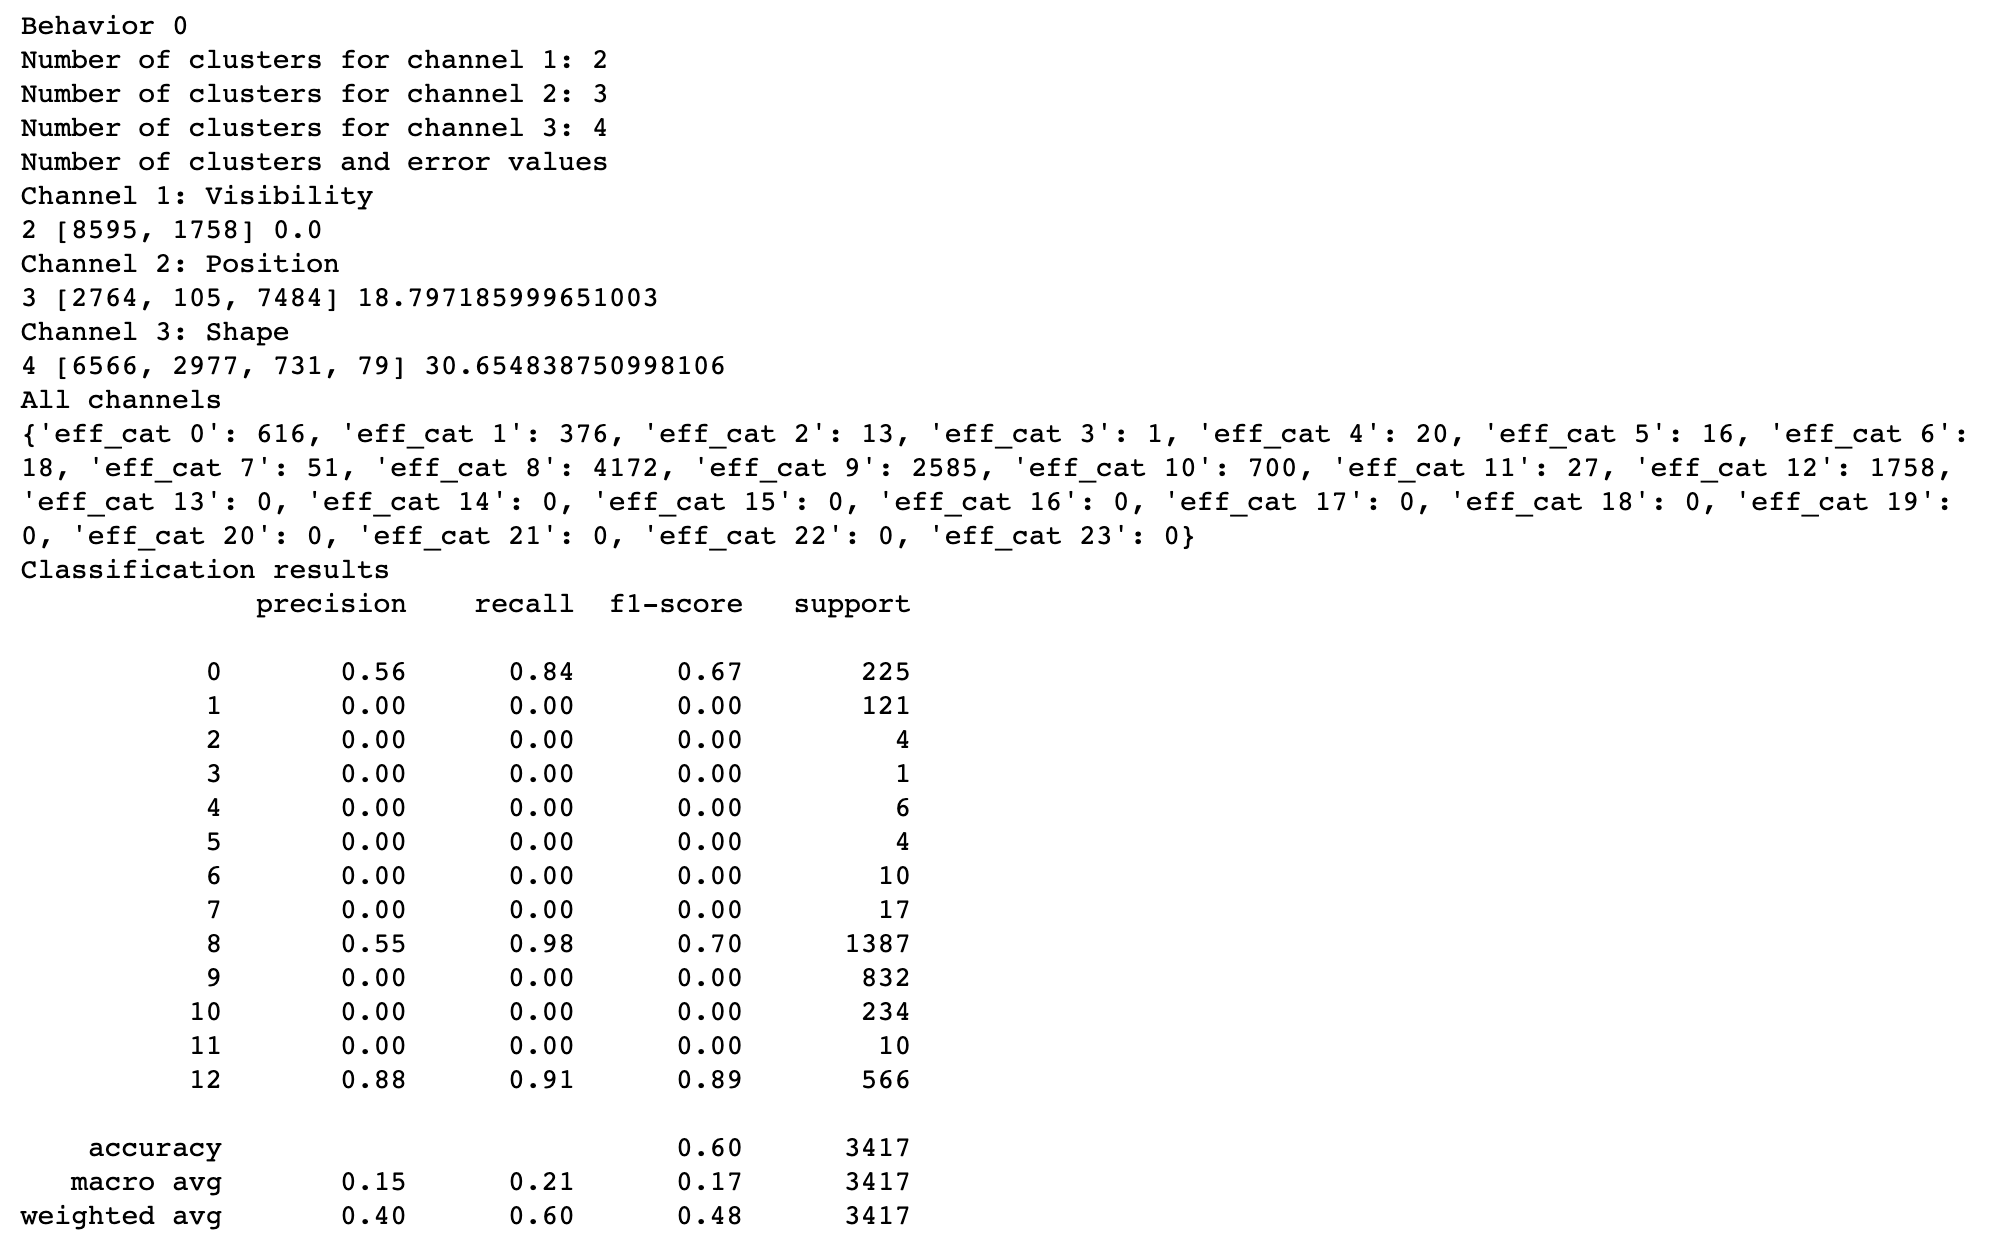 Behavior 0
Number of clusters for channel 1: 2
Number of clusters for channel 2: 3
Number of clusters for channel 3: 4
Number of clusters and error values
Channel 1: Visibility
2 [8595, 1758] 0.0
Channel 2: Position
3 [2764, 105, 7484] 18.797185999651003
Channel 3: Shape
4 [6566, 2977, 731, 79] 30.654838750998106
All channels
{'eff_cat 0': 616, 'eff_cat 1': 376, 'eff_cat 2': 13, 'eff_cat 3': 1, 'eff_cat 4': 20, 'eff_cat 5': 16, 'eff_cat 6':
18, 'eff_cat 7': 51, 'eff_cat 8': 4172, 'eff_cat 9': 2585, 'eff_cat 10': 700, 'eff_cat 11': 27, 'eff_cat 12': 1758,
'eff_cat 13': 0, 'eff_cat 14': 0, 'eff_cat 15': 0, 'eff_cat 16': 0, 'eff_cat 17': 0, 'eff_cat 18': 0, 'eff_cat 19':
0, 'eff_cat 20': 0, 'eff_cat 21': 0, 'eff_cat 22': 0, 'eff_cat 23': 0}
Classification results
precision recall f1-score support
0 0.56 0.84 0.67 225
1 0.00 0.00 0.00 121
2 0.00 0.00 0.00 4
3 0.00 0.00 0.00 1
4 0.00 0.00 0.00 6
5 0.00 0.00 0.00 4
6 0.00 0.00 0.00 10
7 0.00 0.00 0.00 17
8 0.55 0.98 0.70 1387
9 0.00 0.00 0.00 832
10 0.00 0.00 0.00 234
11 0.00 0.00 0.00 10
12 0.88 0.91 0.89 566
accuracy 0.60 3417
macro avg 0.15 0.21 0.17 3417
weighted avg 0.40 0.60 0.48 3417